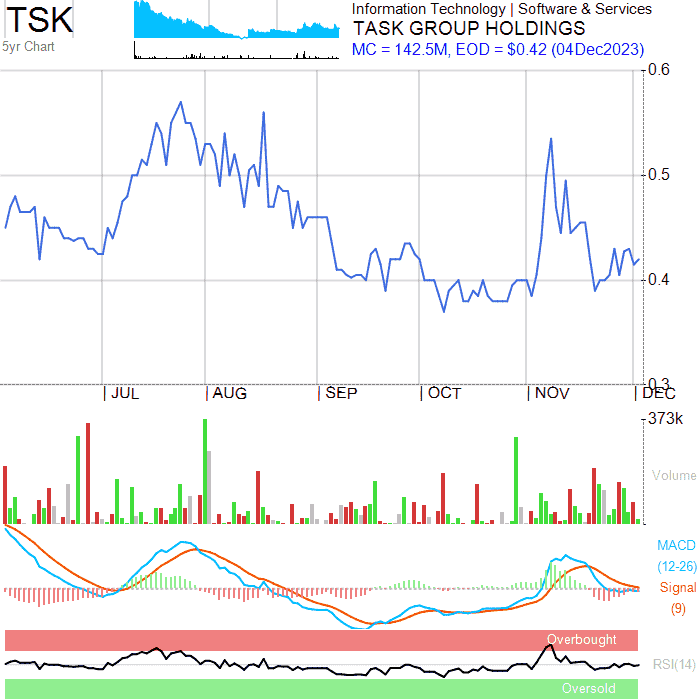 TSK
5yr Chart
Information Technology | Software & Services
TASK GROUP HOLDINGS
MC = 142.5M, EOD = $0.42 (04Dec2023)
0.6
0.5
0.4
0.3
JUL AUG SEP OCT NOV DEC
373k
Volume
MACD
(12-26)
Signal
(9)
Overbought
RSI(14)
Oversold